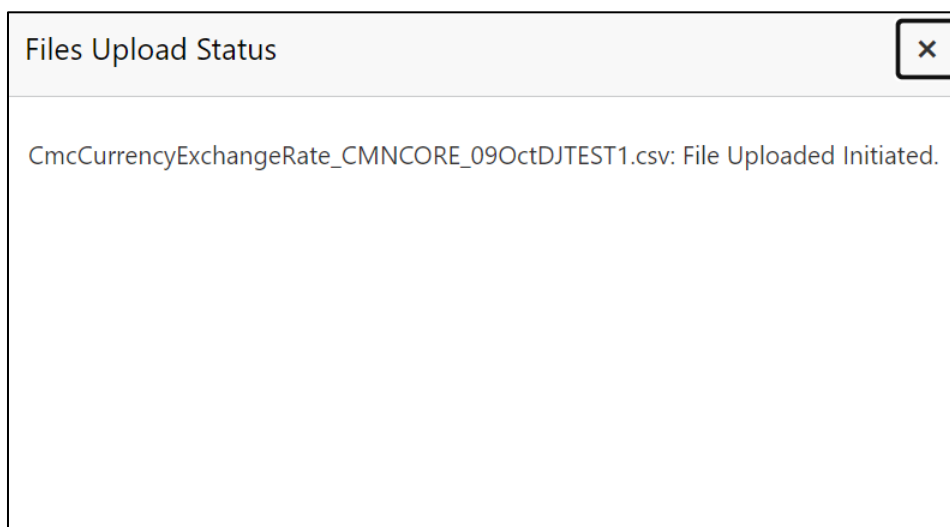 Files Upload Status
CmcCurrencyExchangeRate_CMNCORE_09OctDJTEST1.csv: File Uploaded Initiated.